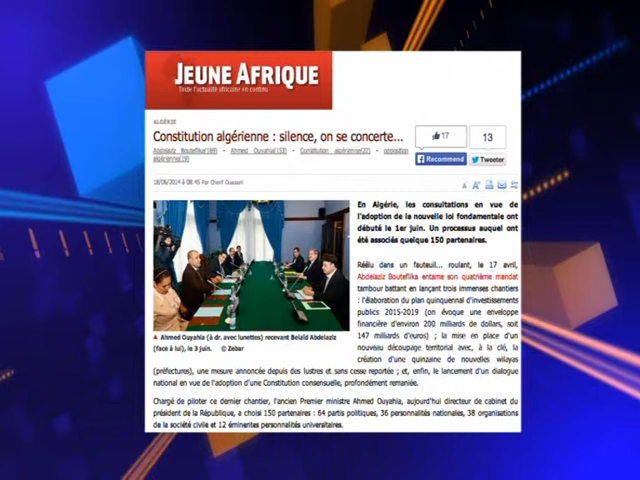 JEUNE AFRIQUE
Toute l'actualité africaine en continu
ALGÉRIE
Constitution algérienne : silence, on se concerte...
17
13
Recommend
Tweeter
Abdelaziz Bouteflika(189) • Ahmed Ouyahia(153) • Constitution algérienne(22) • opposition
algérienne(19)
18/06/2014 à 08:45 Par Cherif Ouazani
A A
En Algérie, les consultations en vue de
l'adoption de la nouvelle loi fondamentale ont
débuté le 1er juin. Un processus auquel ont
été associés quelque 150 partenaires.
Réélu dans un fauteuil... roulant, le 17 avril,
Abdelaziz Bouteflika entame son quatrième mandat
tambour battant en lançant trois immenses chantiers
: l'élaboration du plan quinquennal d'investissements
publics 2015-2019 (on évoque une enveloppe
financière d'environ 200 milliards de dollars, soit
147 milliards d'euros) ; la mise en place d'un
nouveau découpage territorial avec, à la clé, la
création d'une quinzaine de nouvelles wilayas
Ahmed Ouyahia (à dr. avec lunettes) recevant Belaïd Abdelaziz
(face à lui), le 3 juin. © Zebar
(préfectures), une mesure annoncée depuis des lustres et sans cesse reportée ; et, enfin, le lancement d'un dialogue
national en vue de l'adoption d'une Constitution consensuelle, profondément remaniée.
Chargé de piloter ce dernier chantier, l'ancien Premier ministre Ahmed Ouyahia, aujourd'hui directeur de cabinet du
président de la République, a choisi 150 partenaires : 64 partis politiques, 36 personnalités nationales, 38 organisations
de la société civile et 12 éminentes personnalités universitaires.